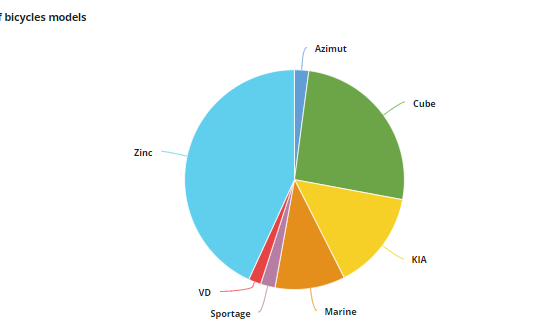 f bicycles models
Azimut
Cube
Zinc
KIA
VD
Sportage
Marine